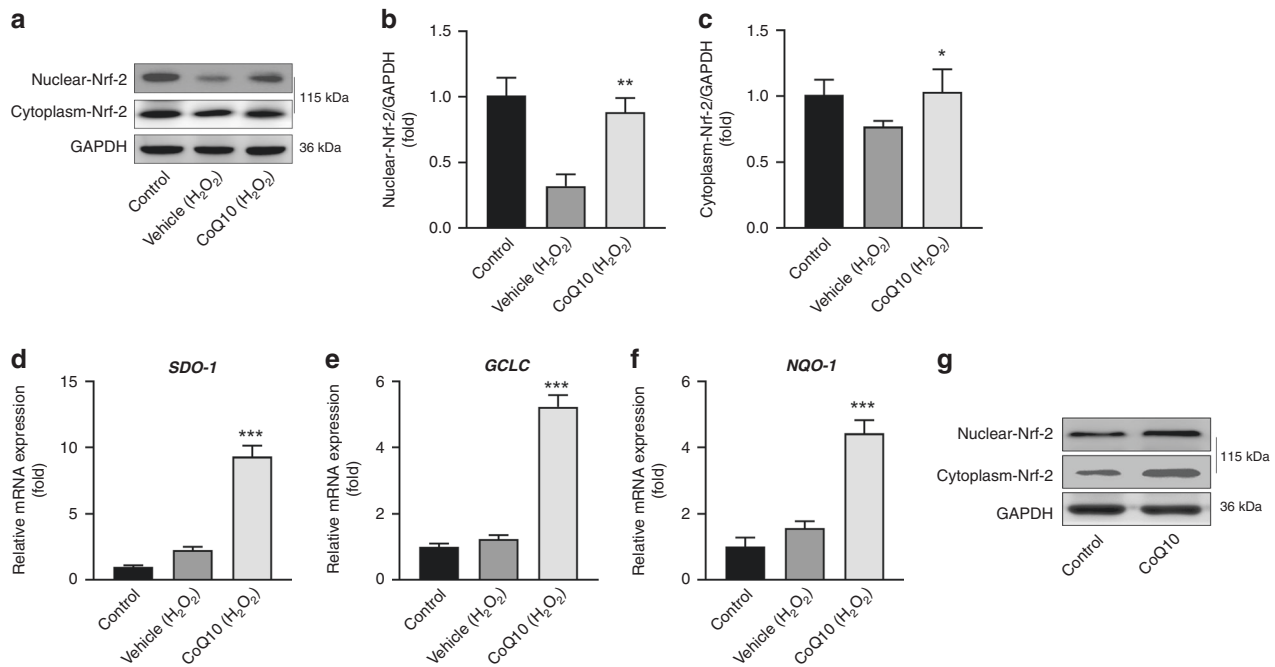 a
Nuclear-Nrf-2
Cytoplasm-Nrf-2
GAPDH
115 kDa
36 kDa
Control
Vehicle (H₂O₂)
CoQ10 (H₂O₂)
b
Nuclear-Nrf-2/GAPDH
(fold)
1.5
1.0
0.5
0.0
**
Control
Vehicle (H₂O₂)
CoQ10 (H₂O₂)
c
Cytoplasm-Nrf-2/GAPDH
(fold)
1.5
1.0
0.5
0.0
*
Control
Vehicle (H₂O₂)
CoQ10 (H₂O₂)
d
SDO-1
Relative mRNA expression
(fold)
15
10
5
0
***
Control
Vehicle (H₂O₂)
CoQ10 (H₂O₂)
e
GCLC
Relative mRNA expression
(fold)
6
4
2
0
***
Control
Vehicle (H₂O₂)
CoQ10 (H₂O₂)
f
NQO-1
Relative mRNA expression
(fold)
6
4
2
0
***
Control
Vehicle (H₂O₂)
CoQ10 (H₂O₂)
g
Nuclear-Nrf-2
Cytoplasm-Nrf-2
GAPDH
115 kDa
36 kDa
Control
CoQ10